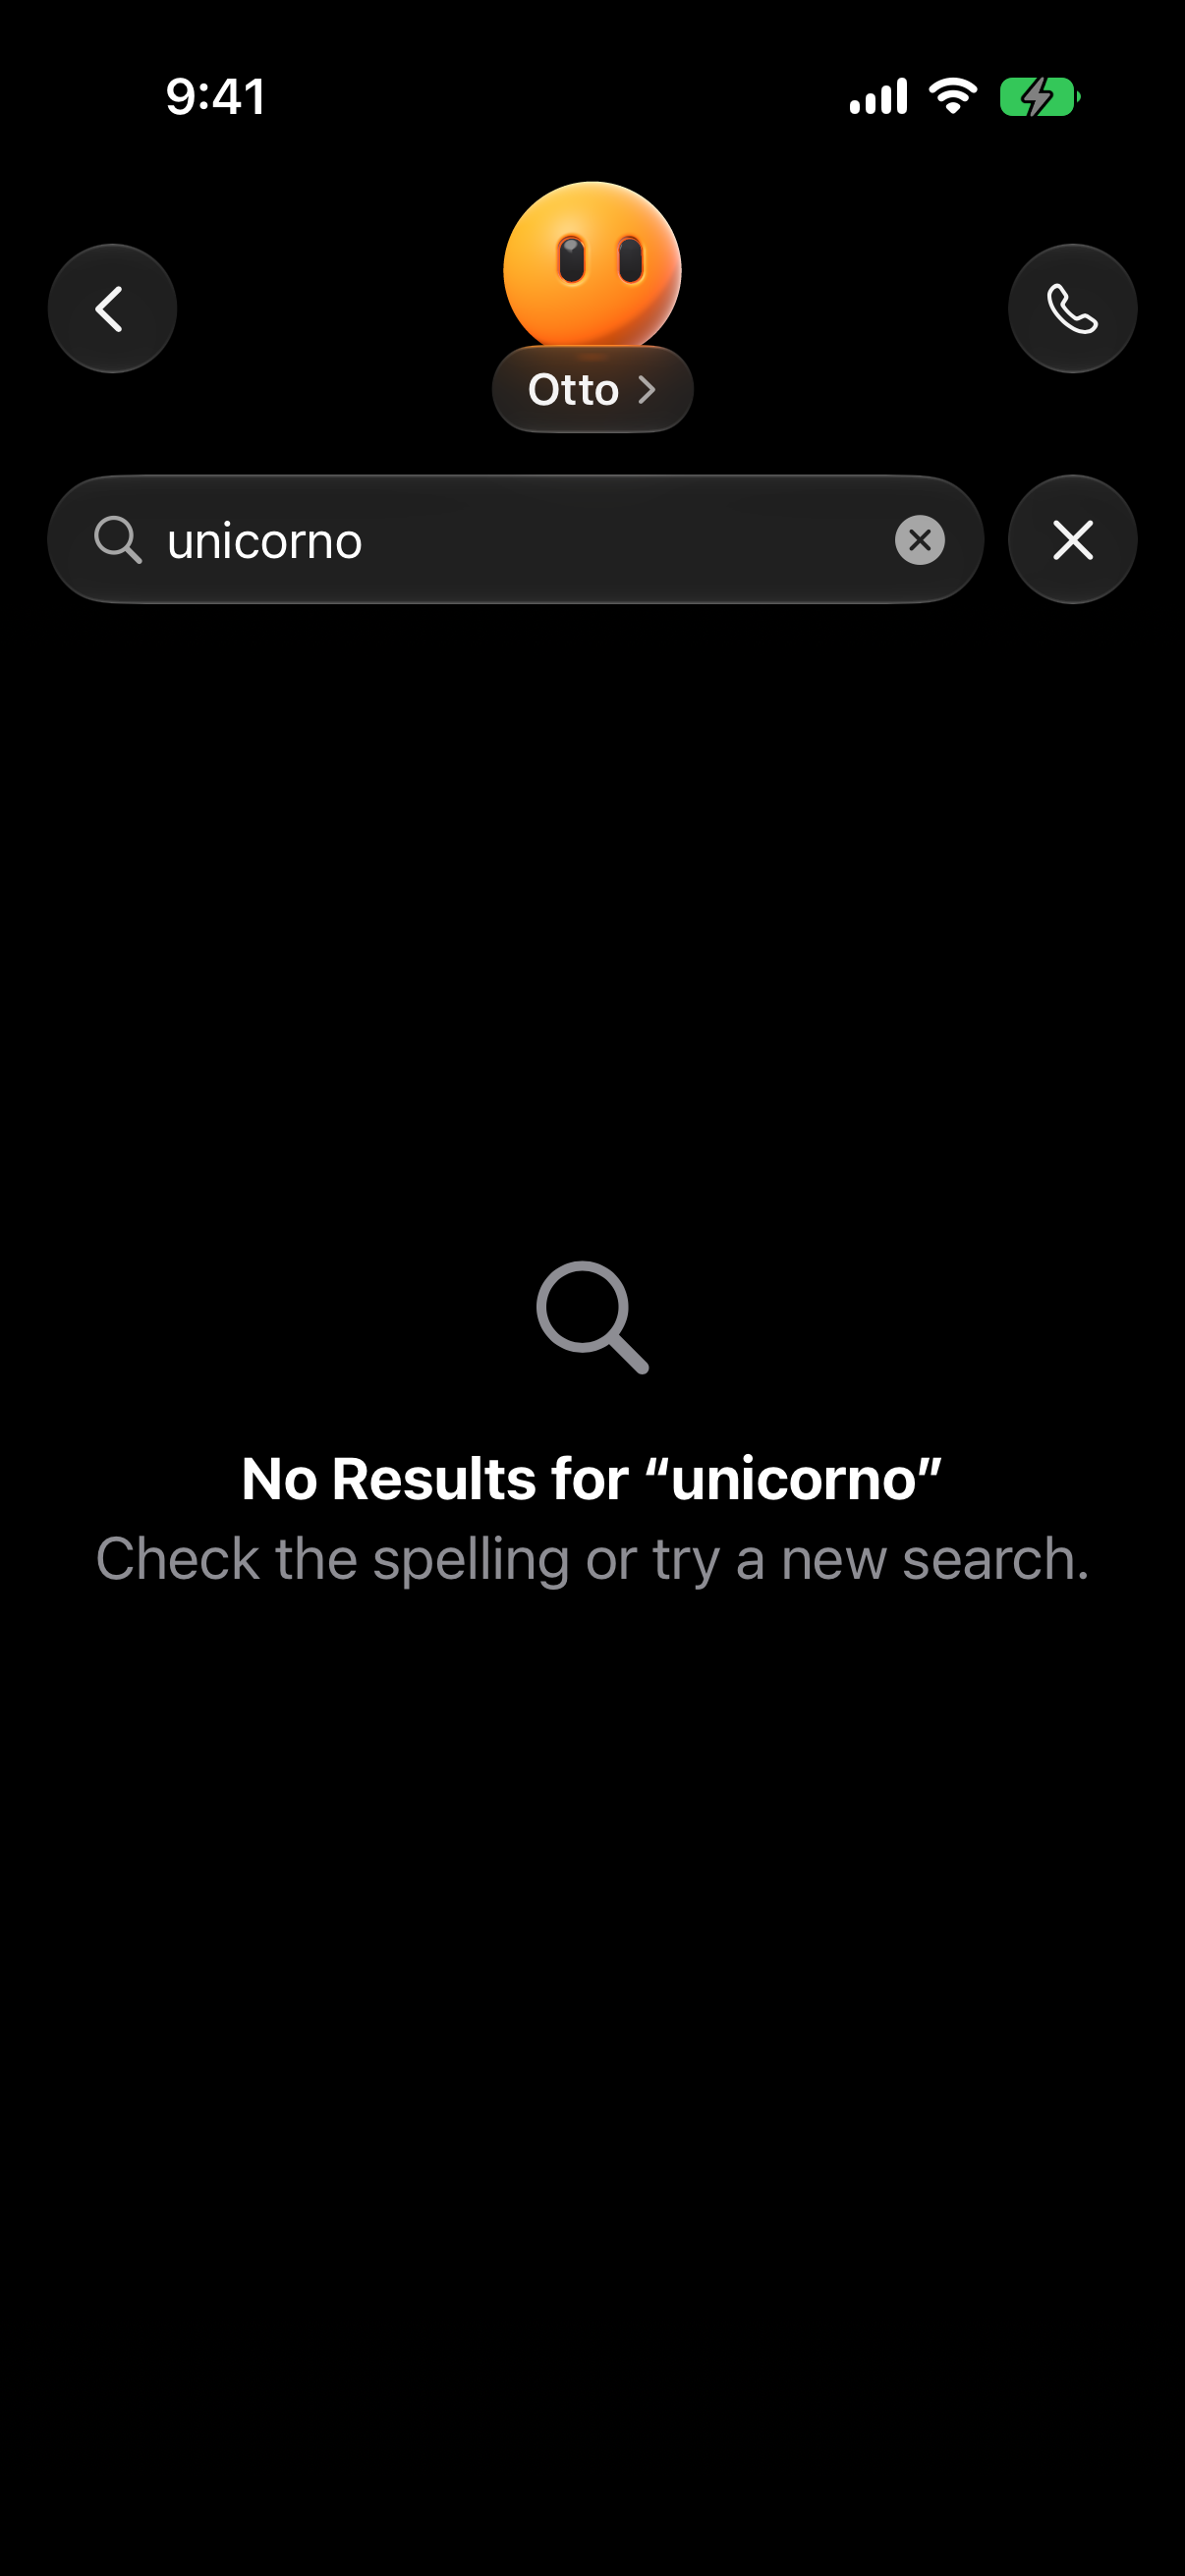 9:41
Otto
unicorno
No Results for “unicorno”
Check the spelling or try a new search.